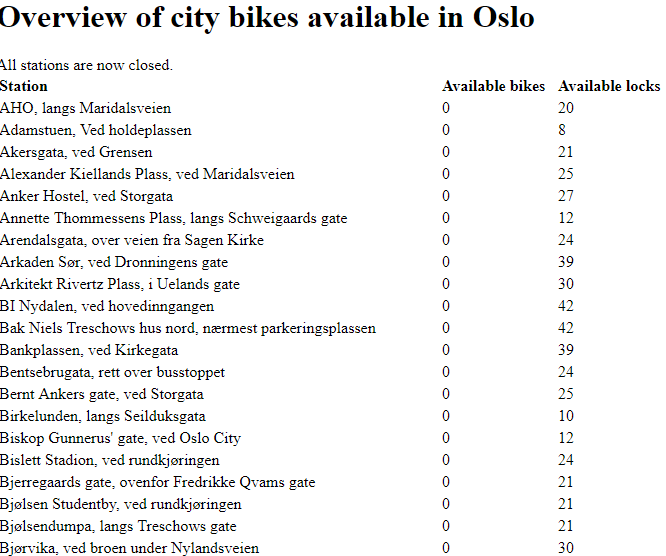 Overview of city bikes available in Oslo
All stations are now closed.
Station Available bikes Available locks
AHO, langs Maridalsveien 0 20
Adamstuen, Ved holdeplassen 0 8
Akersgata, ved Grensen 0 21
Alexander Kiellands Plass, ved Maridalsveien 0 25
Anker Hostel, ved Storgata 0 27
Annette Thommessens Plass, langs Schweigaards gate 0 12
Arendalsgata, over veien fra Sagen Kirke 0 24
Arkaden Sør, ved Dronningens gate 0 39
Arkitekt Rivertz Plass, i Uelands gate 0 30
BI Nydalen, ved hovedinngangen 0 42
Bak Niels Treschows hus nord, nærmest parkeringsplassen 0 42
Bankplassen, ved Kirkegata 0 39
Bentsebrugata, rett over busstoppet 0 24
Bernt Ankers gate, ved Storgata 0 25
Birkelunden, langs Seilduksgata 0 10
Biskop Gunnerus' gate, ved Oslo City 0 12
Bislett Stadion, ved rundkjøringen 0 24
Bjerregaards gate, ovenfor Fredrikke Qvams gate 0 21
Bjølsen Studentby, ved rundkjøringen 0 21
Bjølsendumpa, langs Treschows gate 0 21
Bjørvika, ved broen under Nylandsveien 0 30